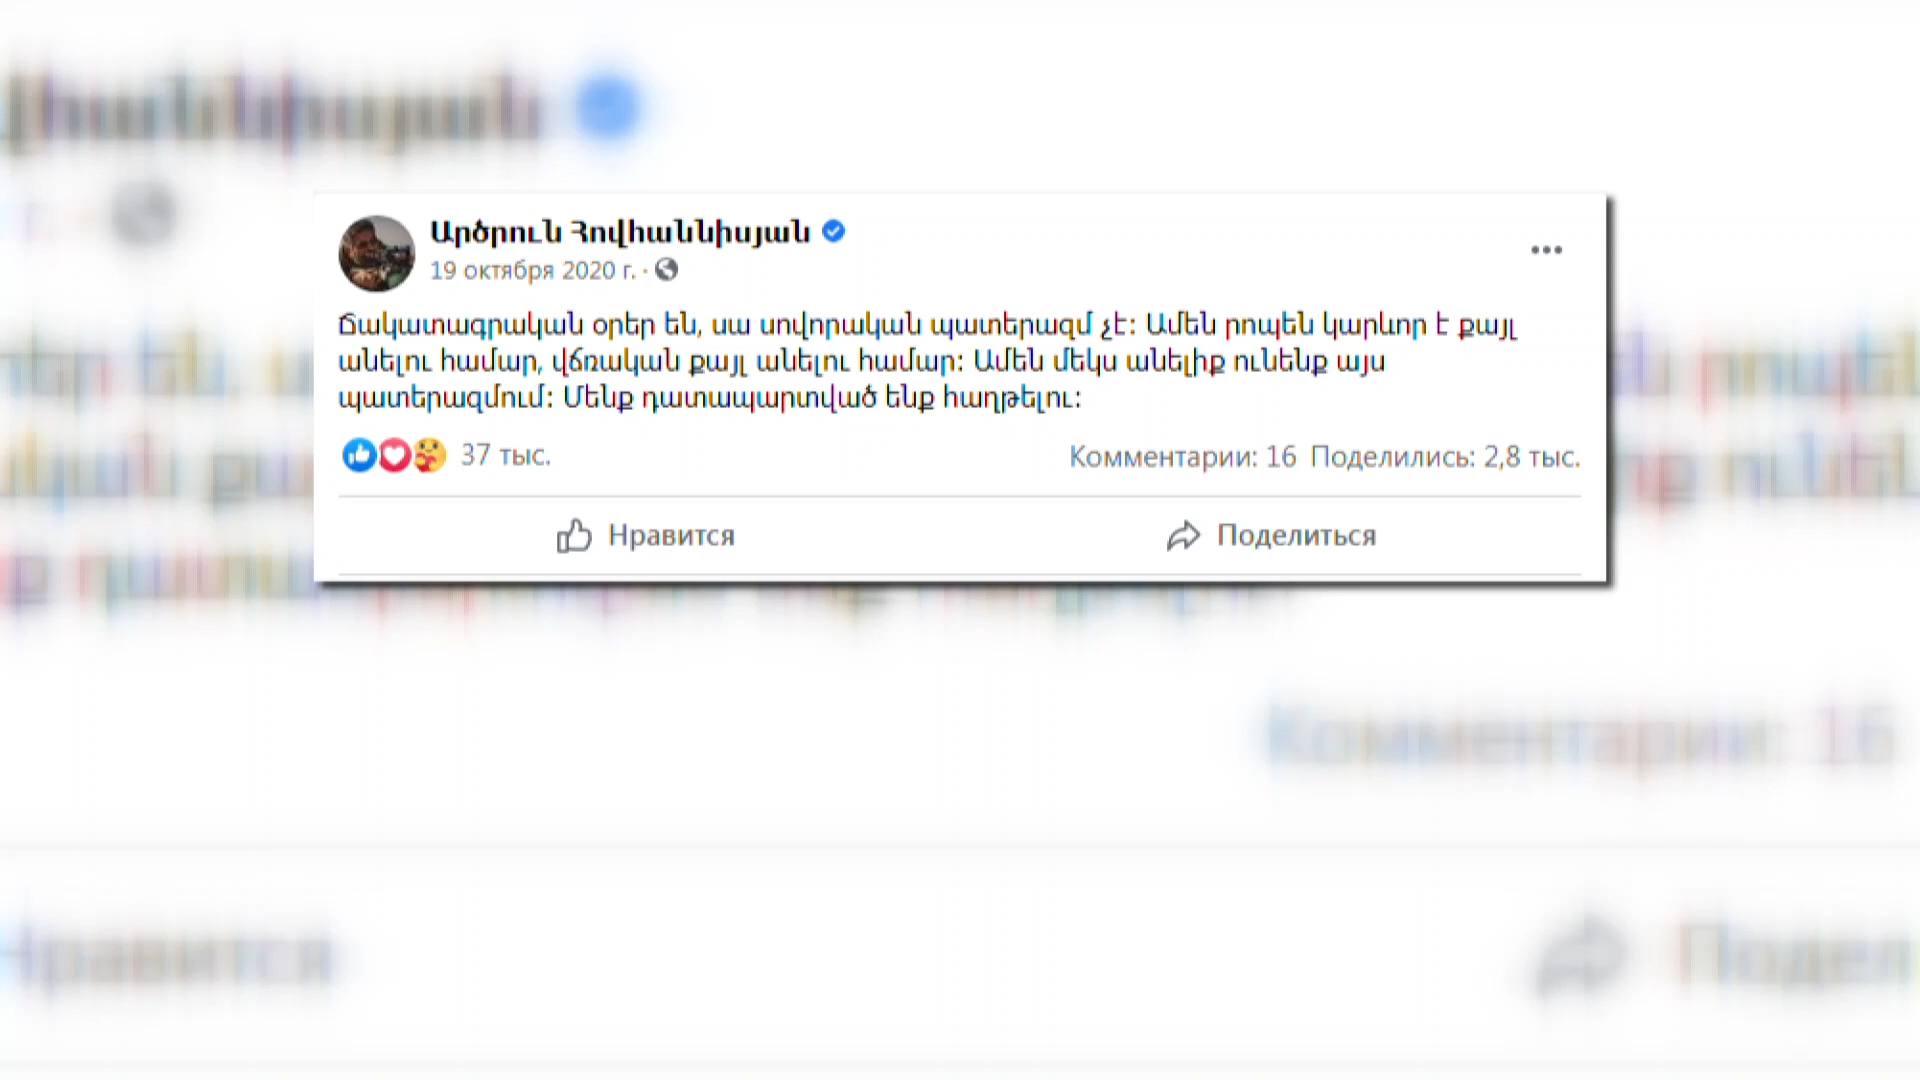 Արծրուն Հովհաննիսյան
19 октября 2020 г. ·
Ճակատագրական օրեր են, սա սովորական պատերազմ չէ: Ամեն րոպեն կարևոր է քայլ
անելու համար, վճռական քայլ անելու համար: Ամեն մեկս անելիք ունենք այս
պատերազմում: Մենք դատապարտված ենք հաղթելու:
37 тыс.
Комментарии: 16 Поделились: 2,8 тыс.
Нравится
Поделиться